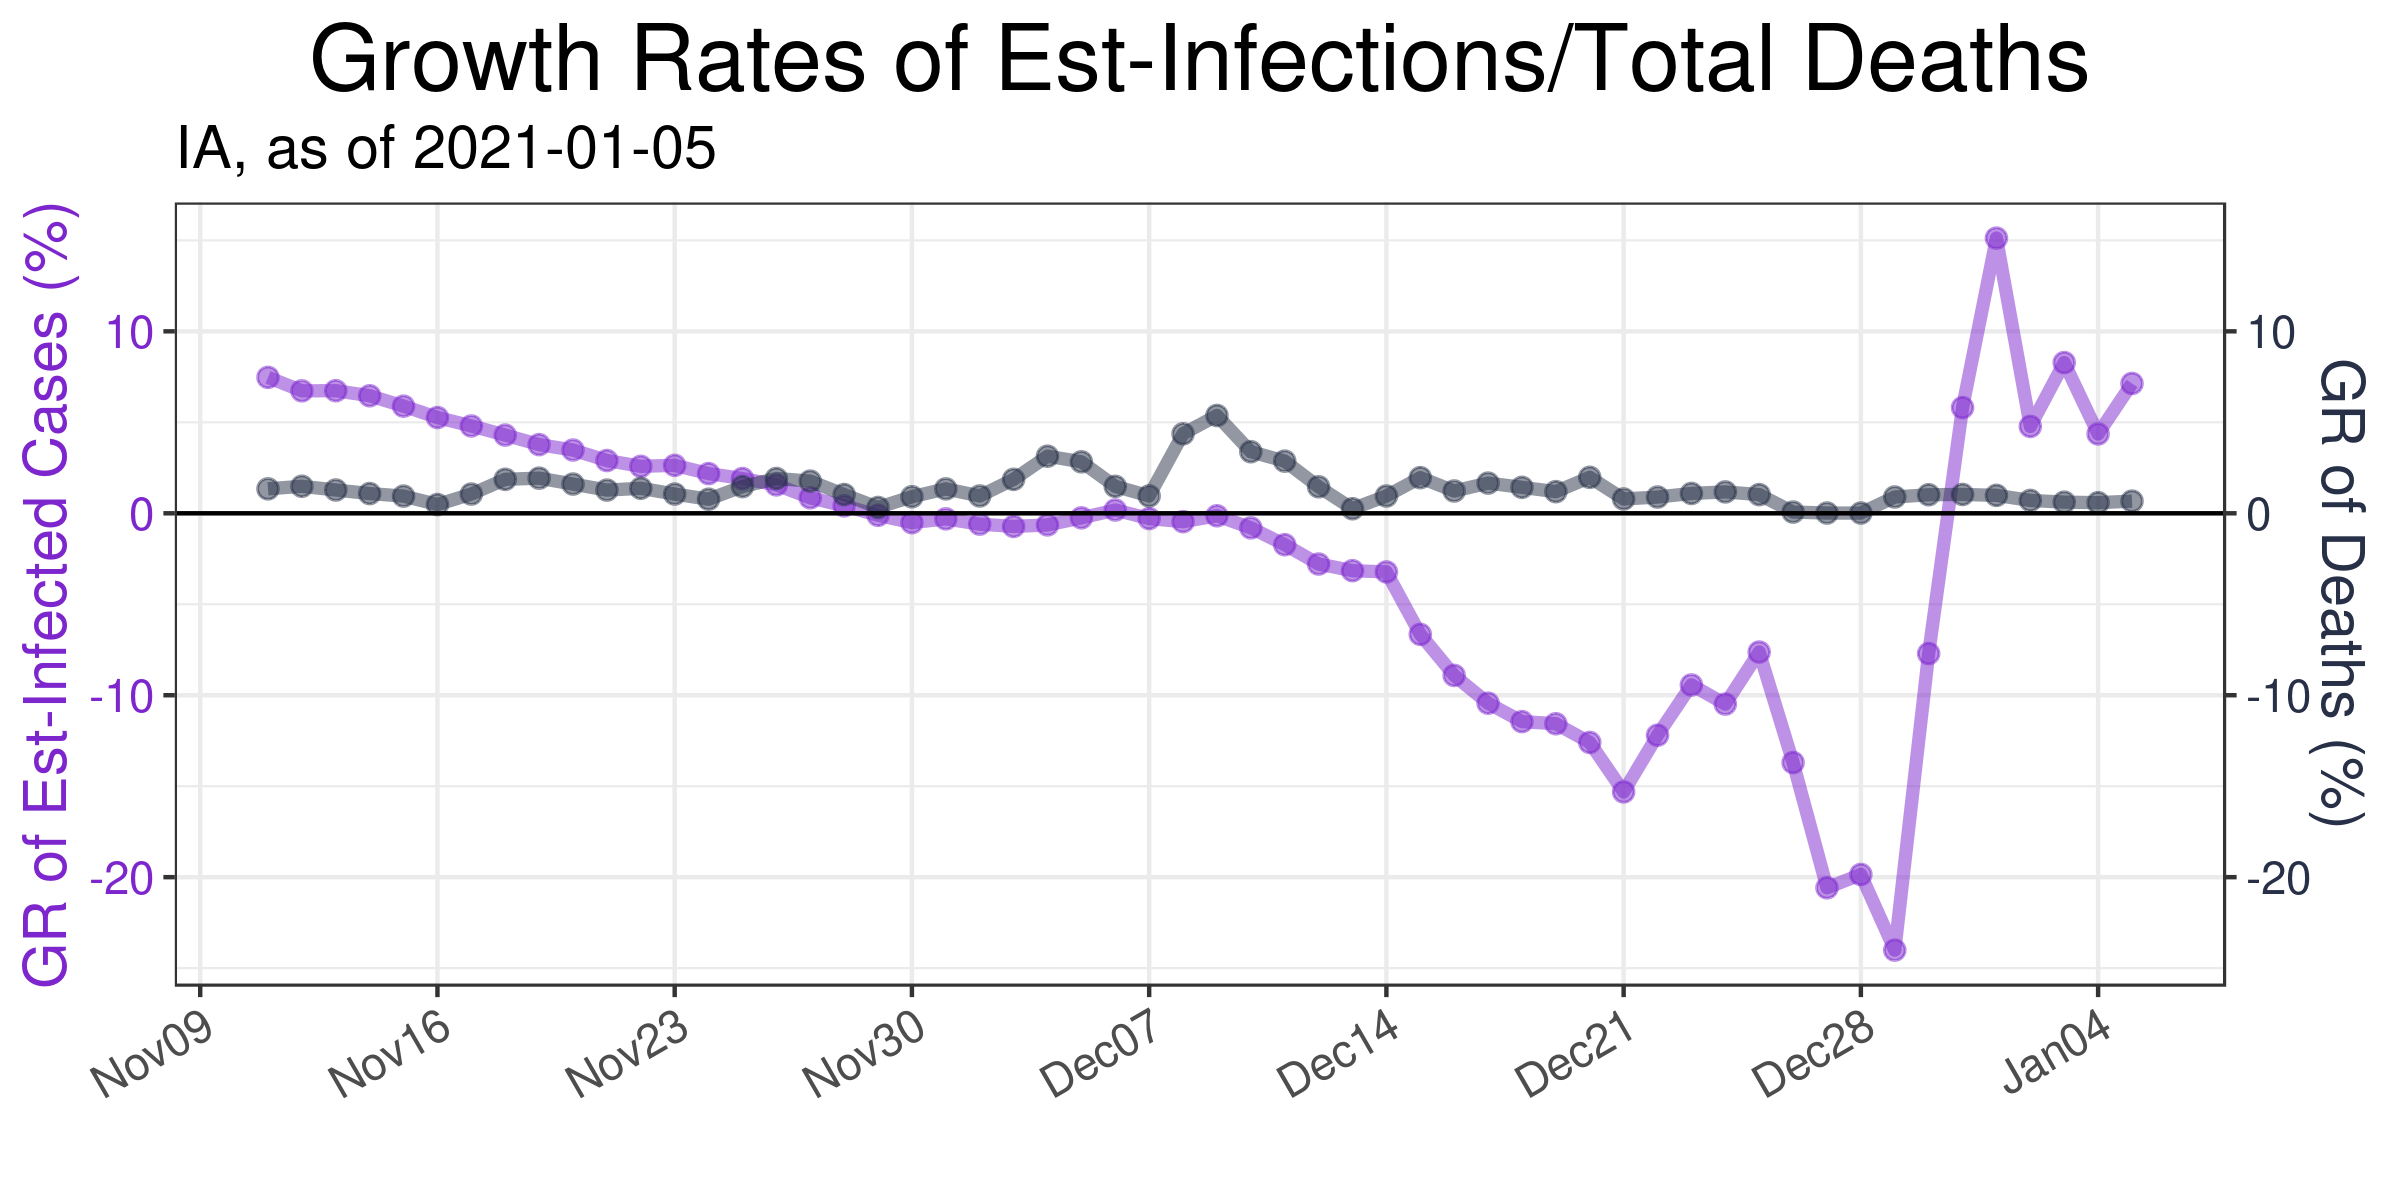 Growth Rates of Est-Infections/Total Deaths
IA, as of 2021-01-05
GR of Est-Infected Cases (%)
10
0
-10
-20
10
0
-10
-20
GR of Deaths (%)
Nov09
Nov16
Nov23
Nov30
Dec07
Dec14
Dec21
Dec28
Jan04